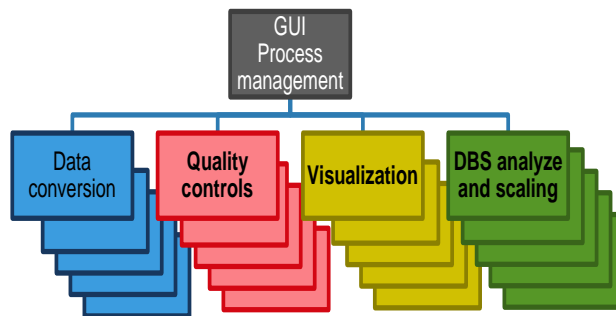 GUI
Process
management
Data
conversion
Quality
controls
Visualization
DBS analyze
and scaling